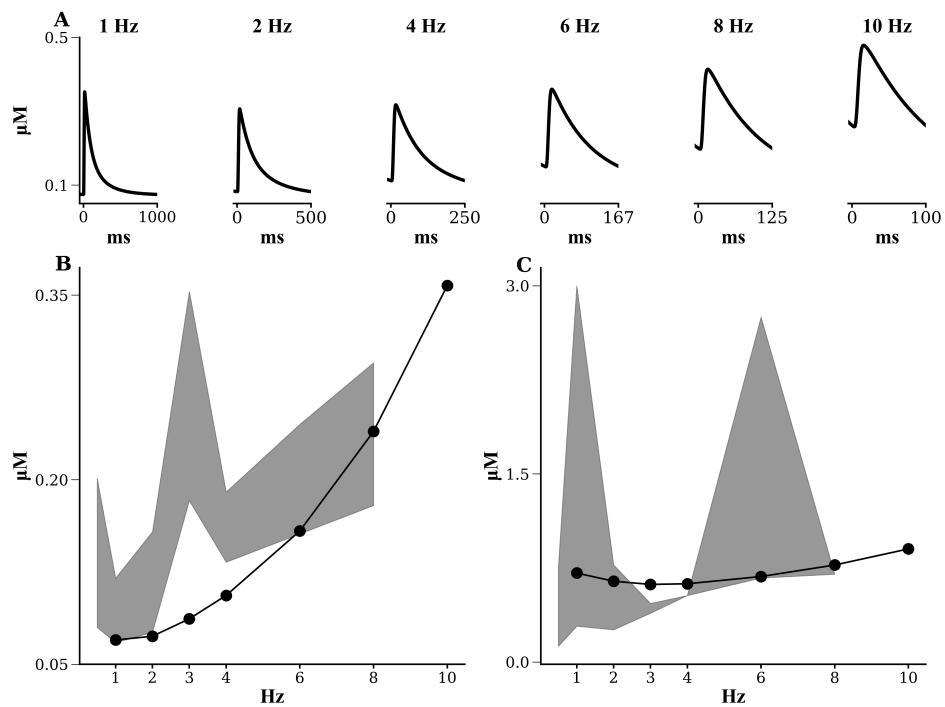 A
1 Hz 2 Hz 4 Hz 6 Hz 8 Hz 10 Hz
0.5
µM
0.1
0 1000 0 500 0 250 0 167 0 125 0 100
ms ms ms ms ms ms
B C
0.35 3.0
µM µM
0.20 1.5
0.05 0.0
1 2 3 4 6 8 10 1 2 3 4 6 8 10
Hz Hz